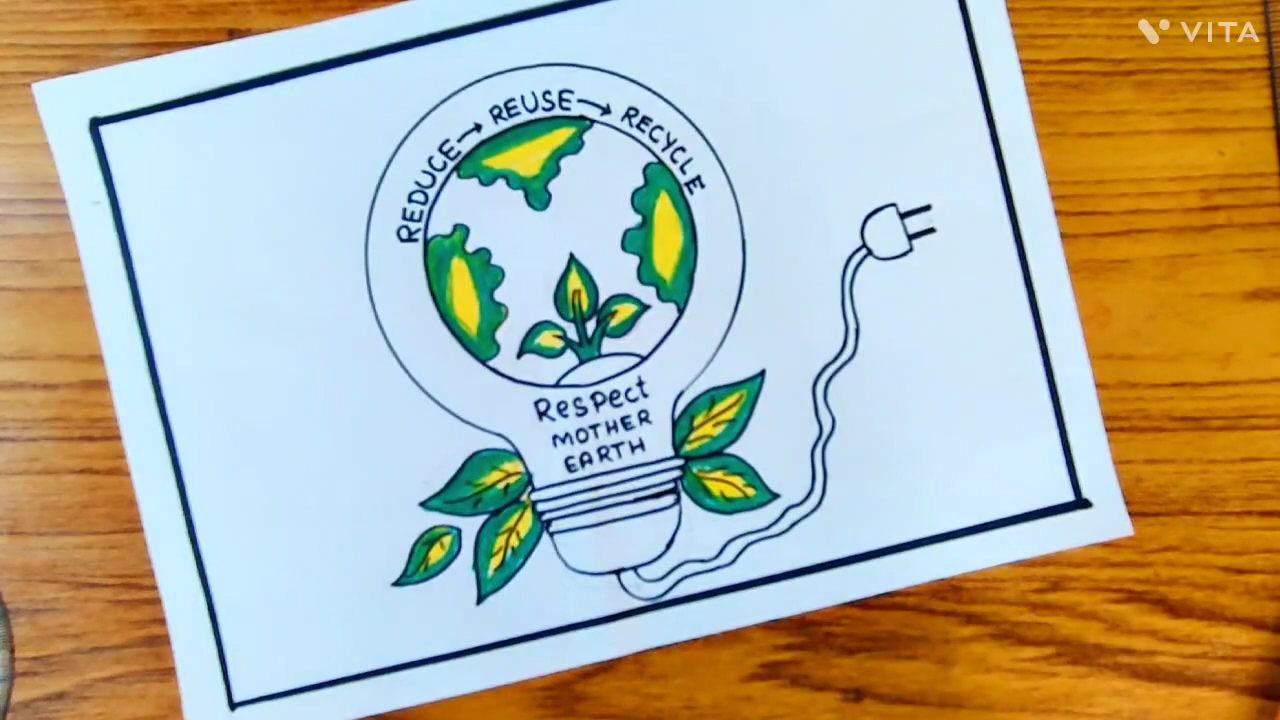 REDUCE → REUSE → RECYCLE
Respect
MOTHER
EARTH
VITA